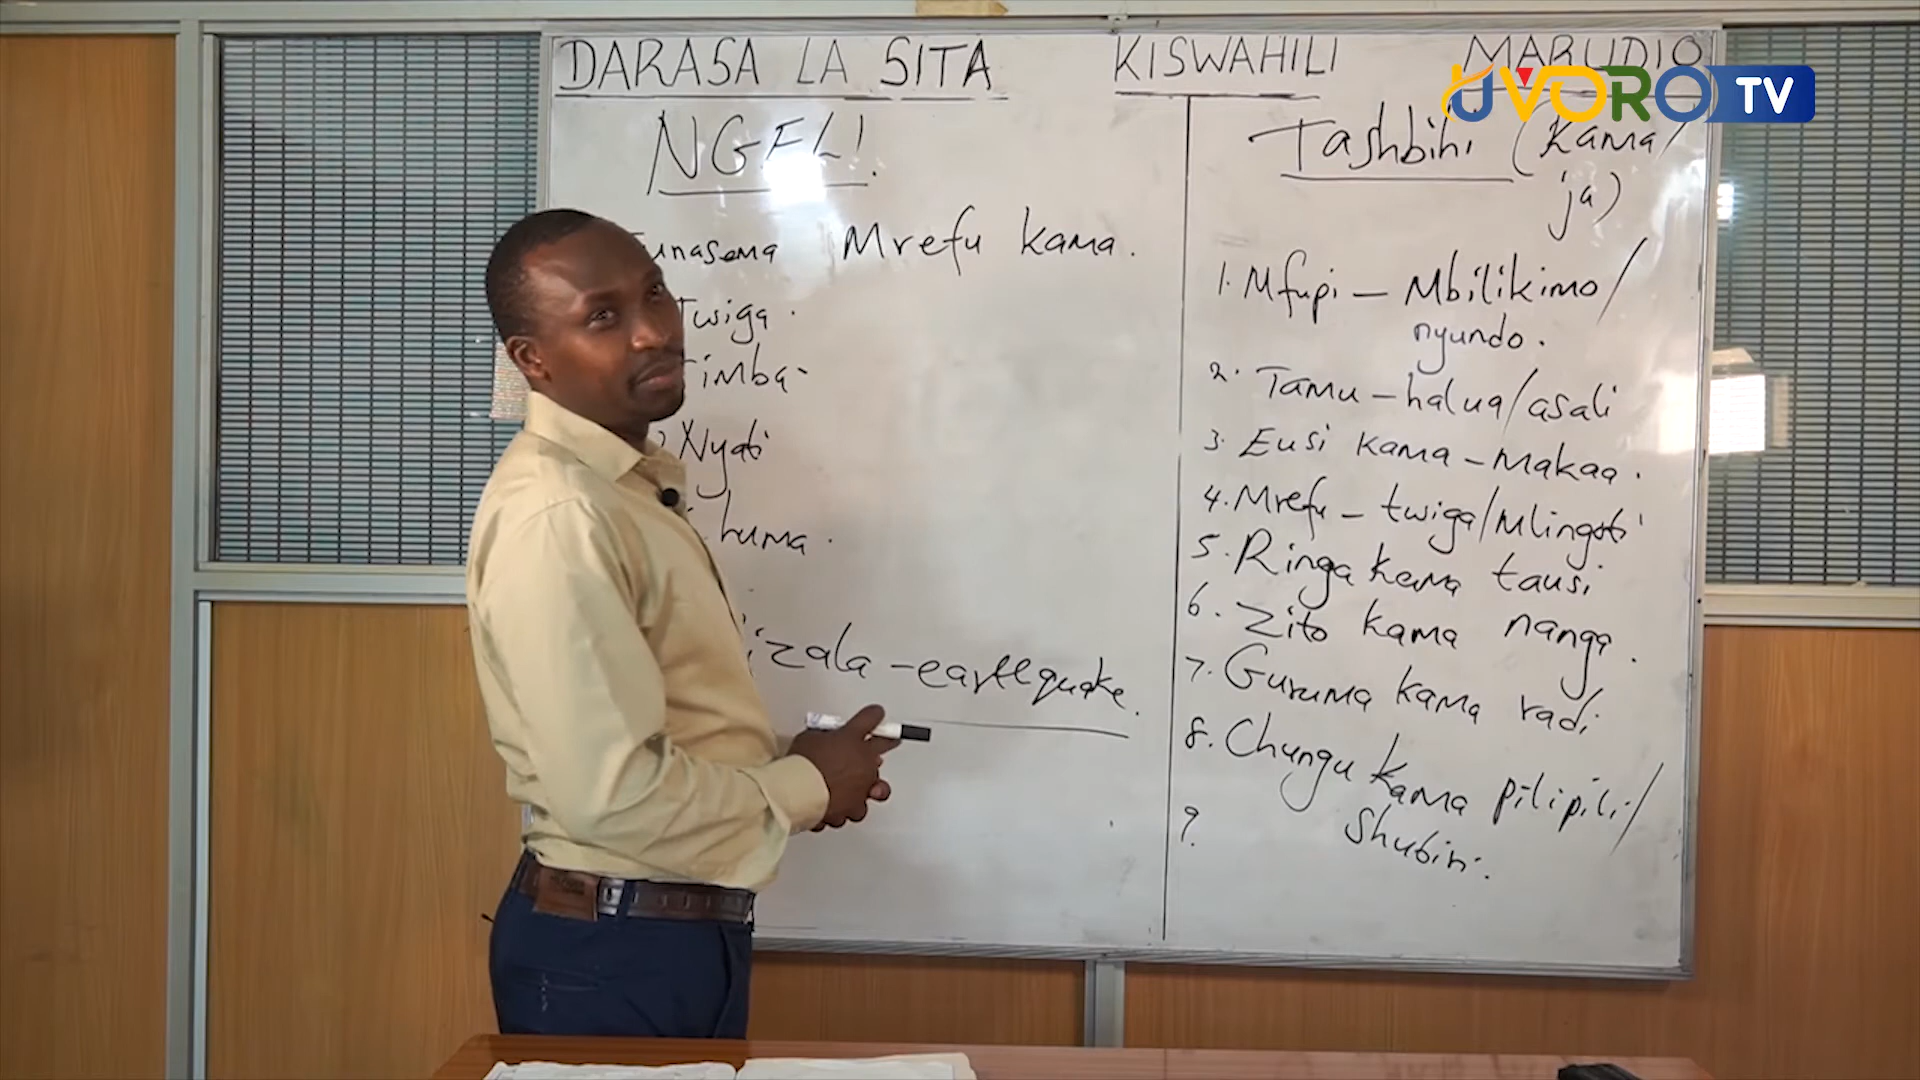 DARASA LA SITA KISWAHILI MARUDIO
UVORO TV
NGELI.
Mrefu kama.
Nyati
- earthquake.
Tashbihi (Kama/
ja)
1. Mfupi - Mbilikimo/
nyundo.
2. Tamu - halua/asali
3. Eusi kama - makaa.
4. Mrefu - twiga/Mlingoti
5. Ringa kama tausi
6. Zito kama nanga.
7. Guruma kama radi
8. Chungu kama pilipili/
Shubiri.
9.